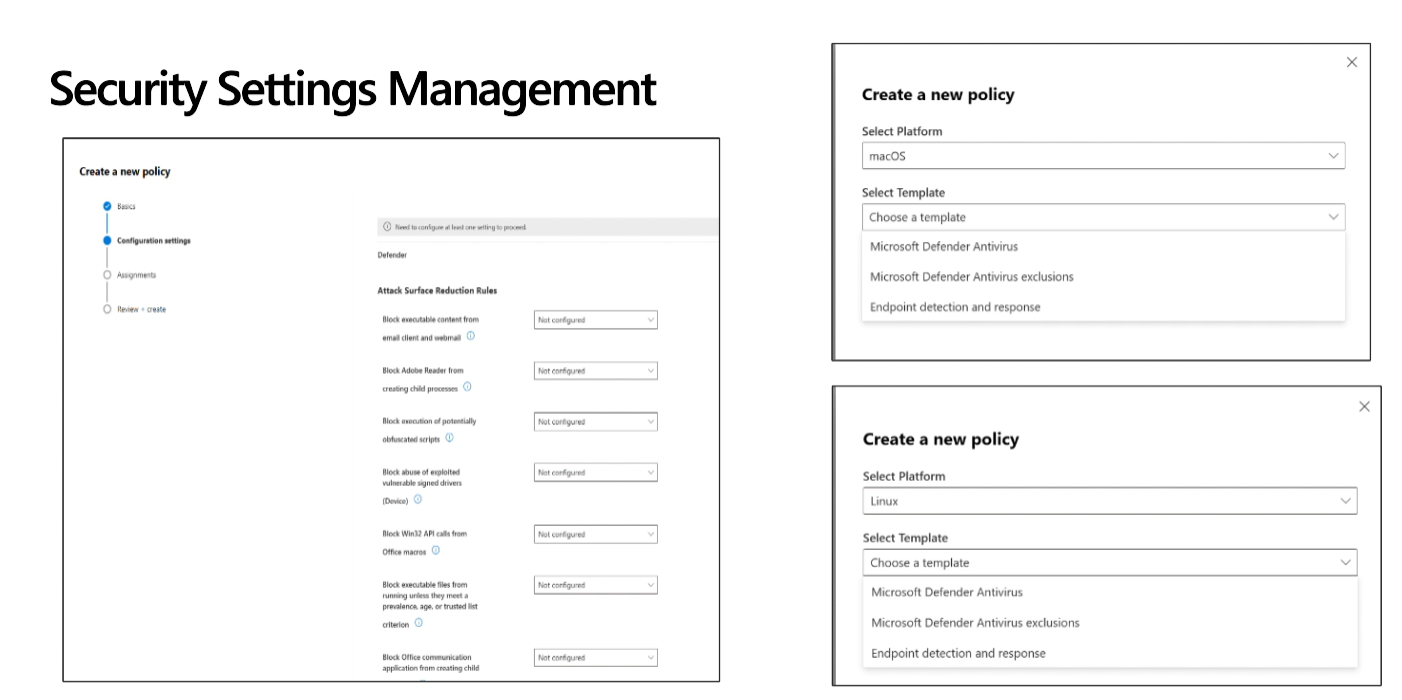 Security Settings Management
Create a new policy
Basics
Configuration settings
Assignments
Review + create
Need to configure at least one setting to proceed.
Defender
Attack Surface Reduction Rules
Block executable content from
email client and webmail
Not configured
Block Adobe Reader from
creating child processes
Not configured
Block execution of potentially
obfuscated scripts
Not configured
Block abuse of exploited
vulnerable signed drivers
(Device)
Not configured
Block Win32 API calls from
Office macros
Not configured
Block executable files from
running unless they meet a
prevalence, age, or trusted list
criterion
Not configured
Block Office communication
application from creating child
Not configured
Create a new policy
Select Platform
macOS
Select Template
Choose a template
Microsoft Defender Antivirus
Microsoft Defender Antivirus exclusions
Endpoint detection and response
Create a new policy
Select Platform
Linux
Select Template
Choose a template
Microsoft Defender Antivirus
Microsoft Defender Antivirus exclusions
Endpoint detection and response